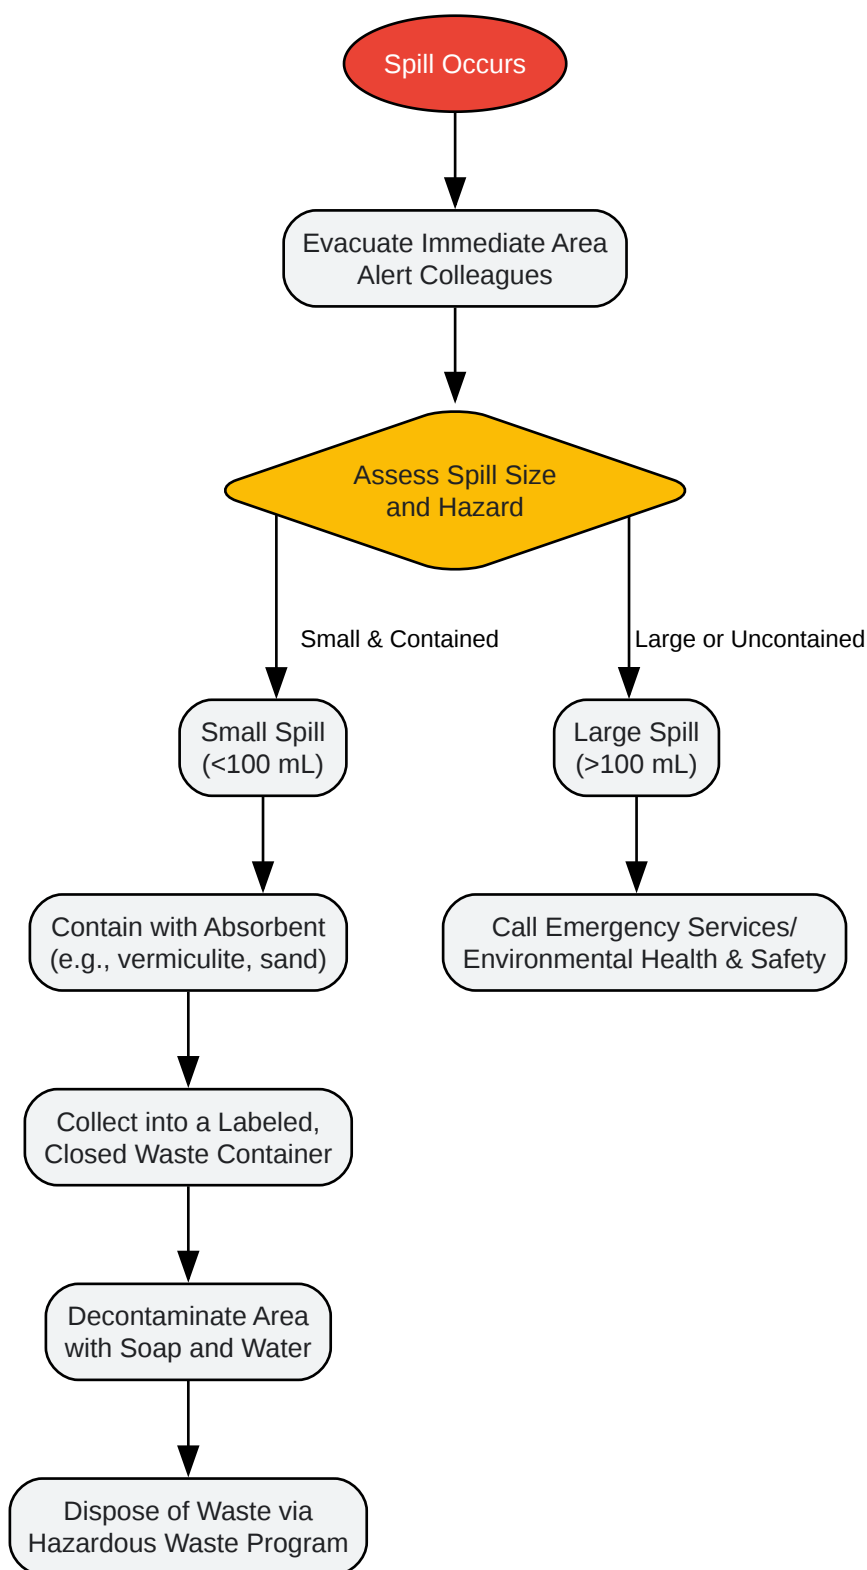 Spill Occurs
Evacuate Immediate Area
Alert Colleagues
Assess Spill Size
and Hazard
Small & Contained
Large or Uncontained
Small Spill
(<100 mL)
Large Spill
(>100 mL)
Contain with Absorbent
(e.g., vermiculite, sand)
Call Emergency Services/
Environmental Health & Safety
Collect into a Labeled,
Closed Waste Container
Decontaminate Area
with Soap and Water
Dispose of Waste via
Hazardous Waste Program